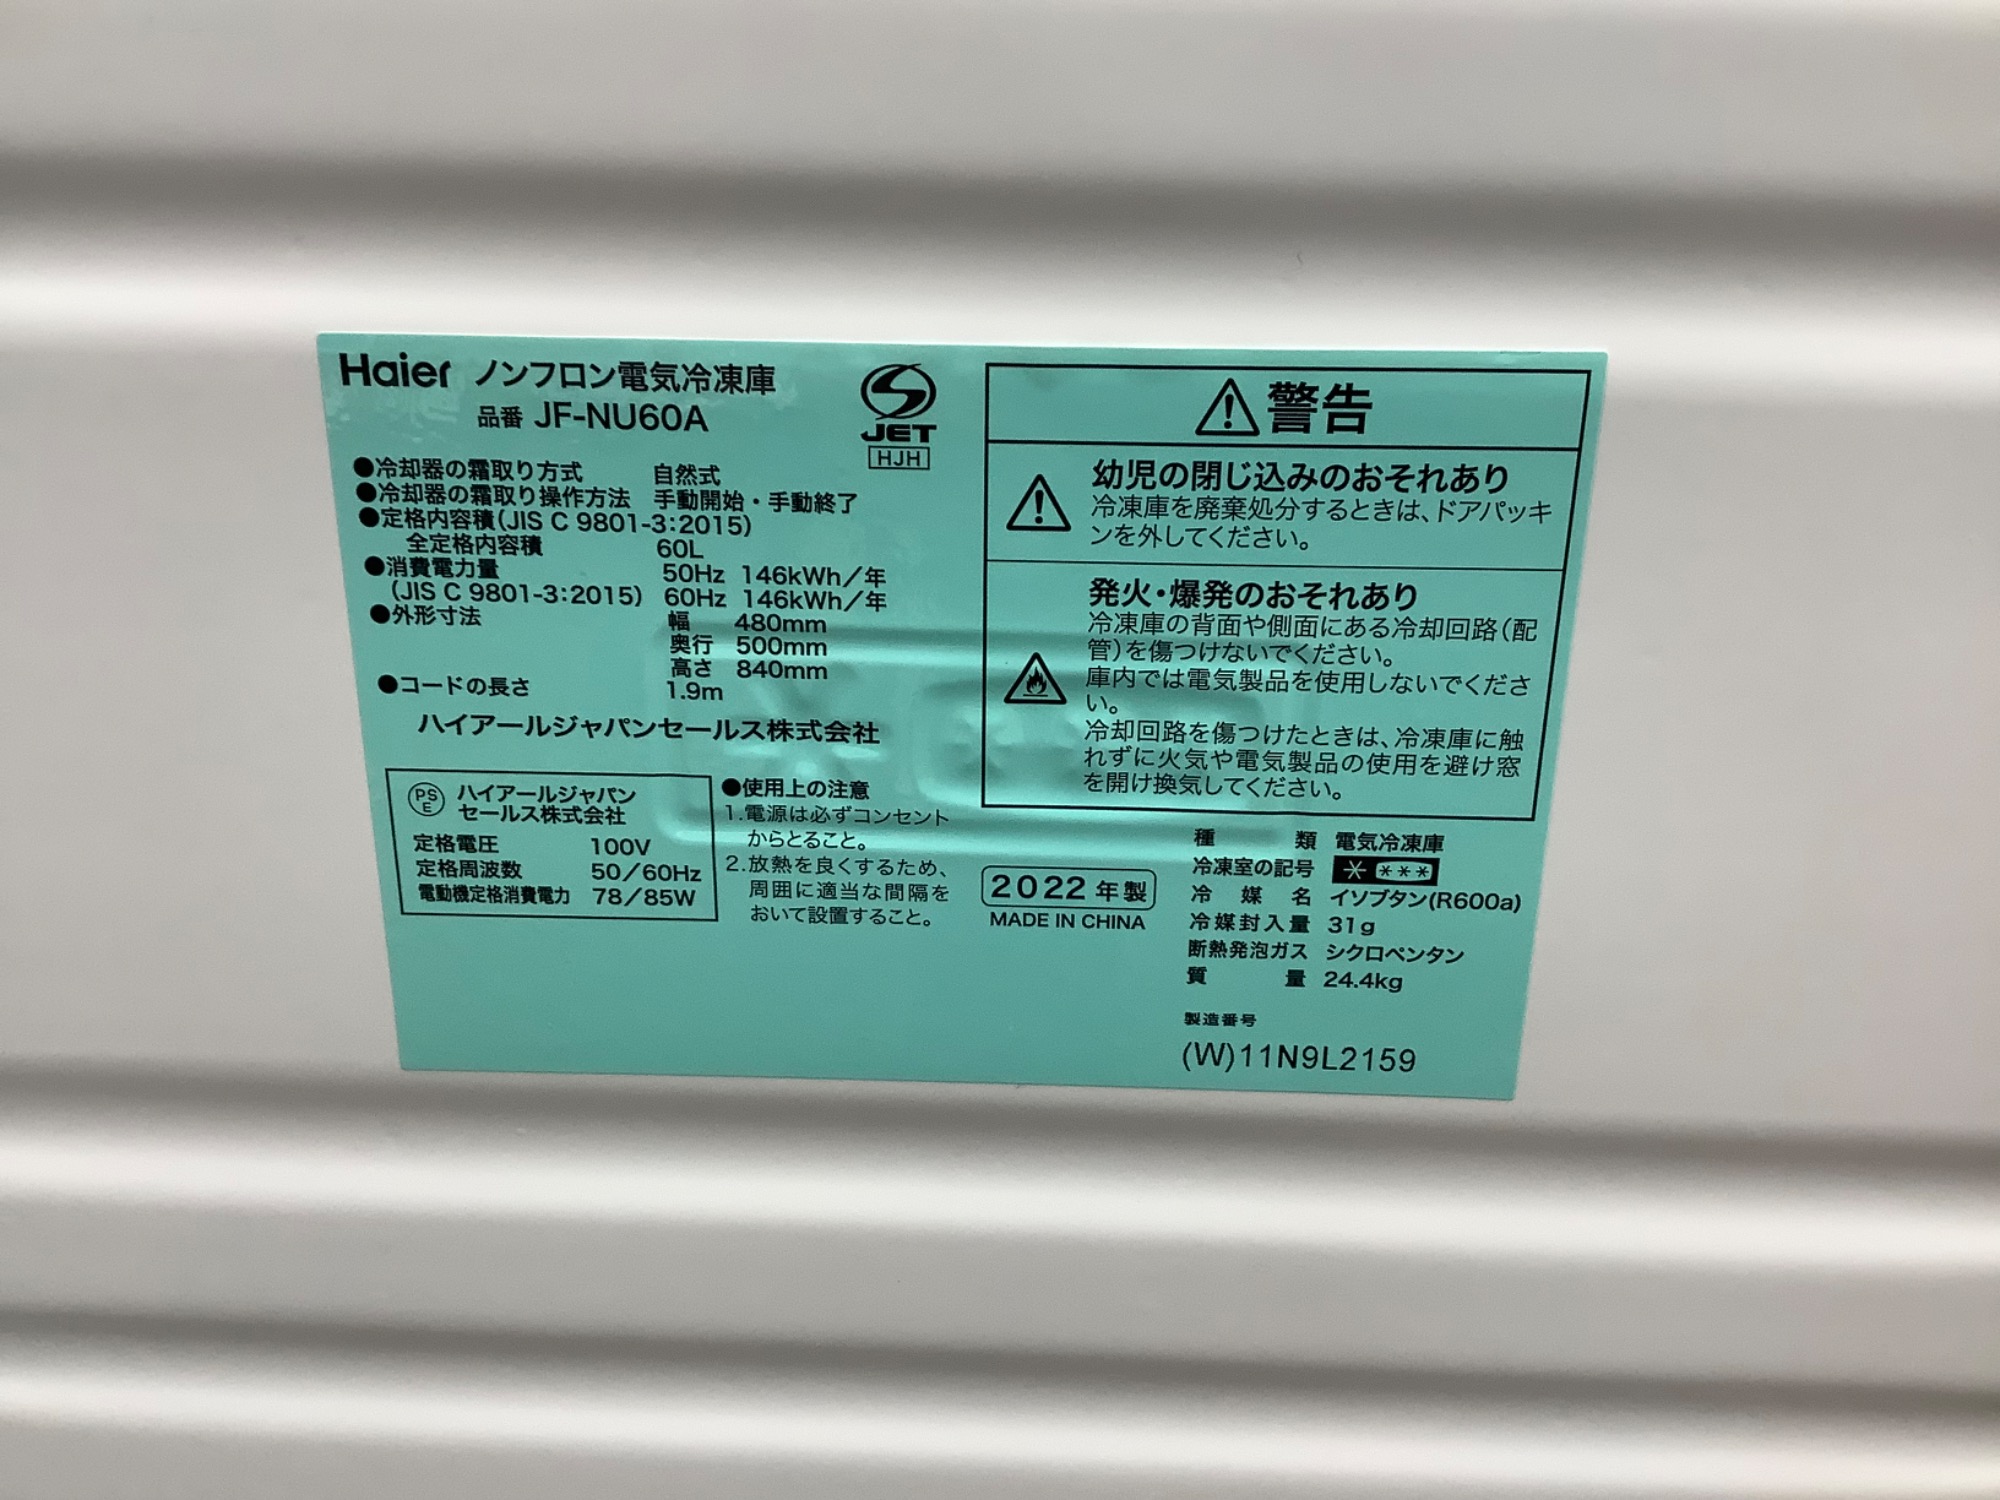 Haier ノンフロン電気冷凍庫
品番 JF-NU60A
JET
HJH
●冷却器の霜取り方式 自然式
●冷却器の霜取り操作方法 手動開始・手動終了
●定格内容積(JIS C 9801-3:2015)
全定格内容積 60L
●消費電力量 50Hz 146kWh/年
(JIS C 9801-3:2015) 60Hz 146kWh/年
●外形寸法 幅 480mm
奥行 500mm
高さ 840mm
●コードの長さ 1.9m
ハイアールジャパンセールス株式会社
PS
E
ハイアールジャパン
セールス株式会社
定格電圧 100V
定格周波数 50/60Hz
電動機定格消費電力 78/85W
●使用上の注意
1.電源は必ずコンセント
からとること。
2.放熱を良くするため、
周囲に適当な間隔を
おいて設置すること。
2022年製
MADE IN CHINA
警告
幼児の閉じ込みのおそれあり
冷凍庫を廃棄処分するときは、ドアパッキ
ンを外してください。
発火・爆発のおそれあり
冷凍庫の背面や側面にある冷却回路(配
管)を傷つけないでください。
庫内では電気製品を使用しないでくださ
い。
冷却回路を傷つけたときは、冷凍庫に触
れずに火気や電気製品の使用を避け窓
を開け換気してください。
種類 電気冷凍庫
冷凍室の記号 * ***
冷媒名 イソブタン(R600a)
冷媒封入量 31g
断熱発泡ガス シクロペンタン
質量 24.4kg
製造番号
(W)11N9L2159